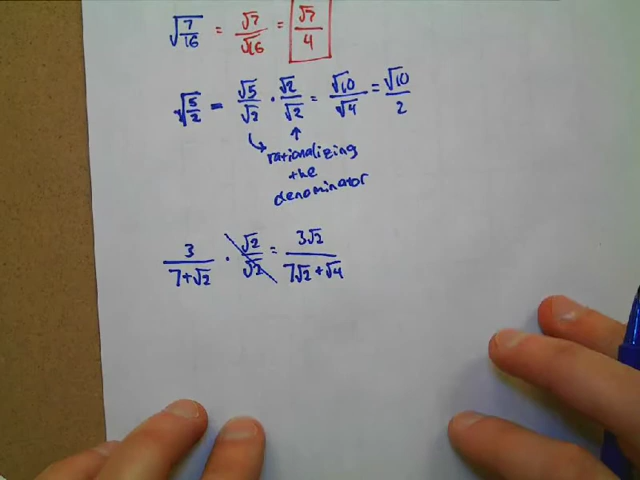 √7/16 = √7/√16 = √7/4
√5/2 = √5/√2 · √2/√2 = √10/√4 = √10/2
rationalizing
the
denominator
3/(7+√2) · √2/√2 = 3√2/(7√2+√4)